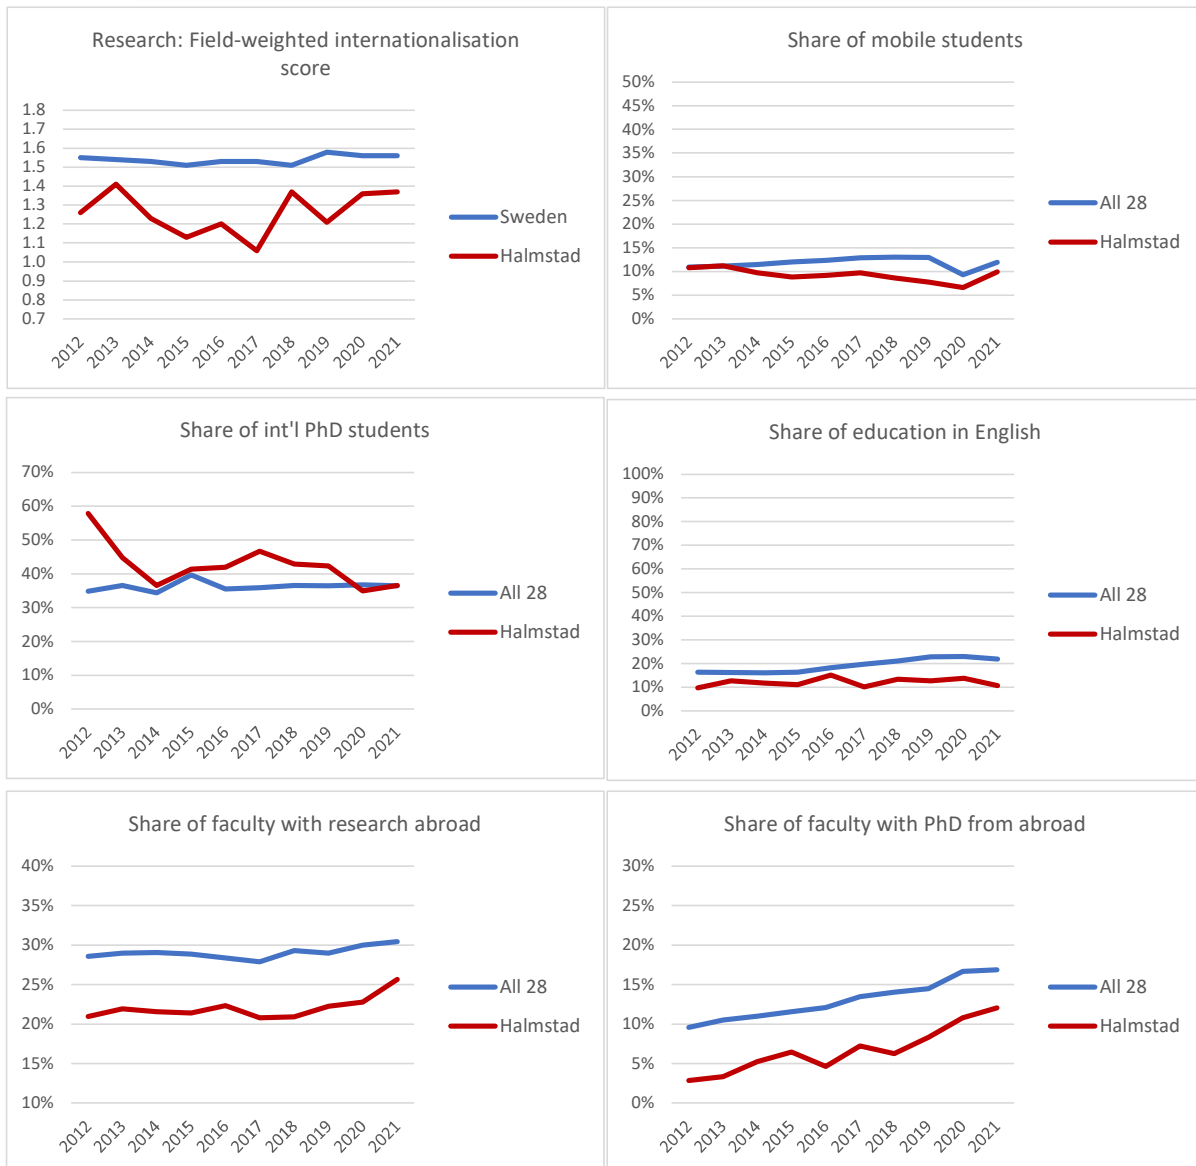 Research: Field-weighted internationalisation
score
1.8
1.7
1.6
1.5
1.4
1.3
1.2
1.1
1.0
0.9
0.8
0.7
2012 2013 2014 2015 2016 2017 2018 2019 2020 2021
Sweden
Halmstad
Share of mobile students
50%
45%
40%
35%
30%
25%
20%
15%
10%
5%
0%
2012 2013 2014 2015 2016 2017 2018 2019 2020 2021
All 28
Halmstad
Share of int'l PhD students
70%
60%
50%
40%
30%
20%
10%
0%
2012 2013 2014 2015 2016 2017 2018 2019 2020 2021
All 28
Halmstad
Share of education in English
100%
90%
80%
70%
60%
50%
40%
30%
20%
10%
0%
2012 2013 2014 2015 2016 2017 2018 2019 2020 2021
All 28
Halmstad
Share of faculty with research abroad
40%
35%
30%
25%
20%
15%
10%
2012 2013 2014 2015 2016 2017 2018 2019 2020 2021
All 28
Halmstad
Share of faculty with PhD from abroad
30%
25%
20%
15%
10%
5%
0%
2012 2013 2014 2015 2016 2017 2018 2019 2020 2021
All 28
Halmstad